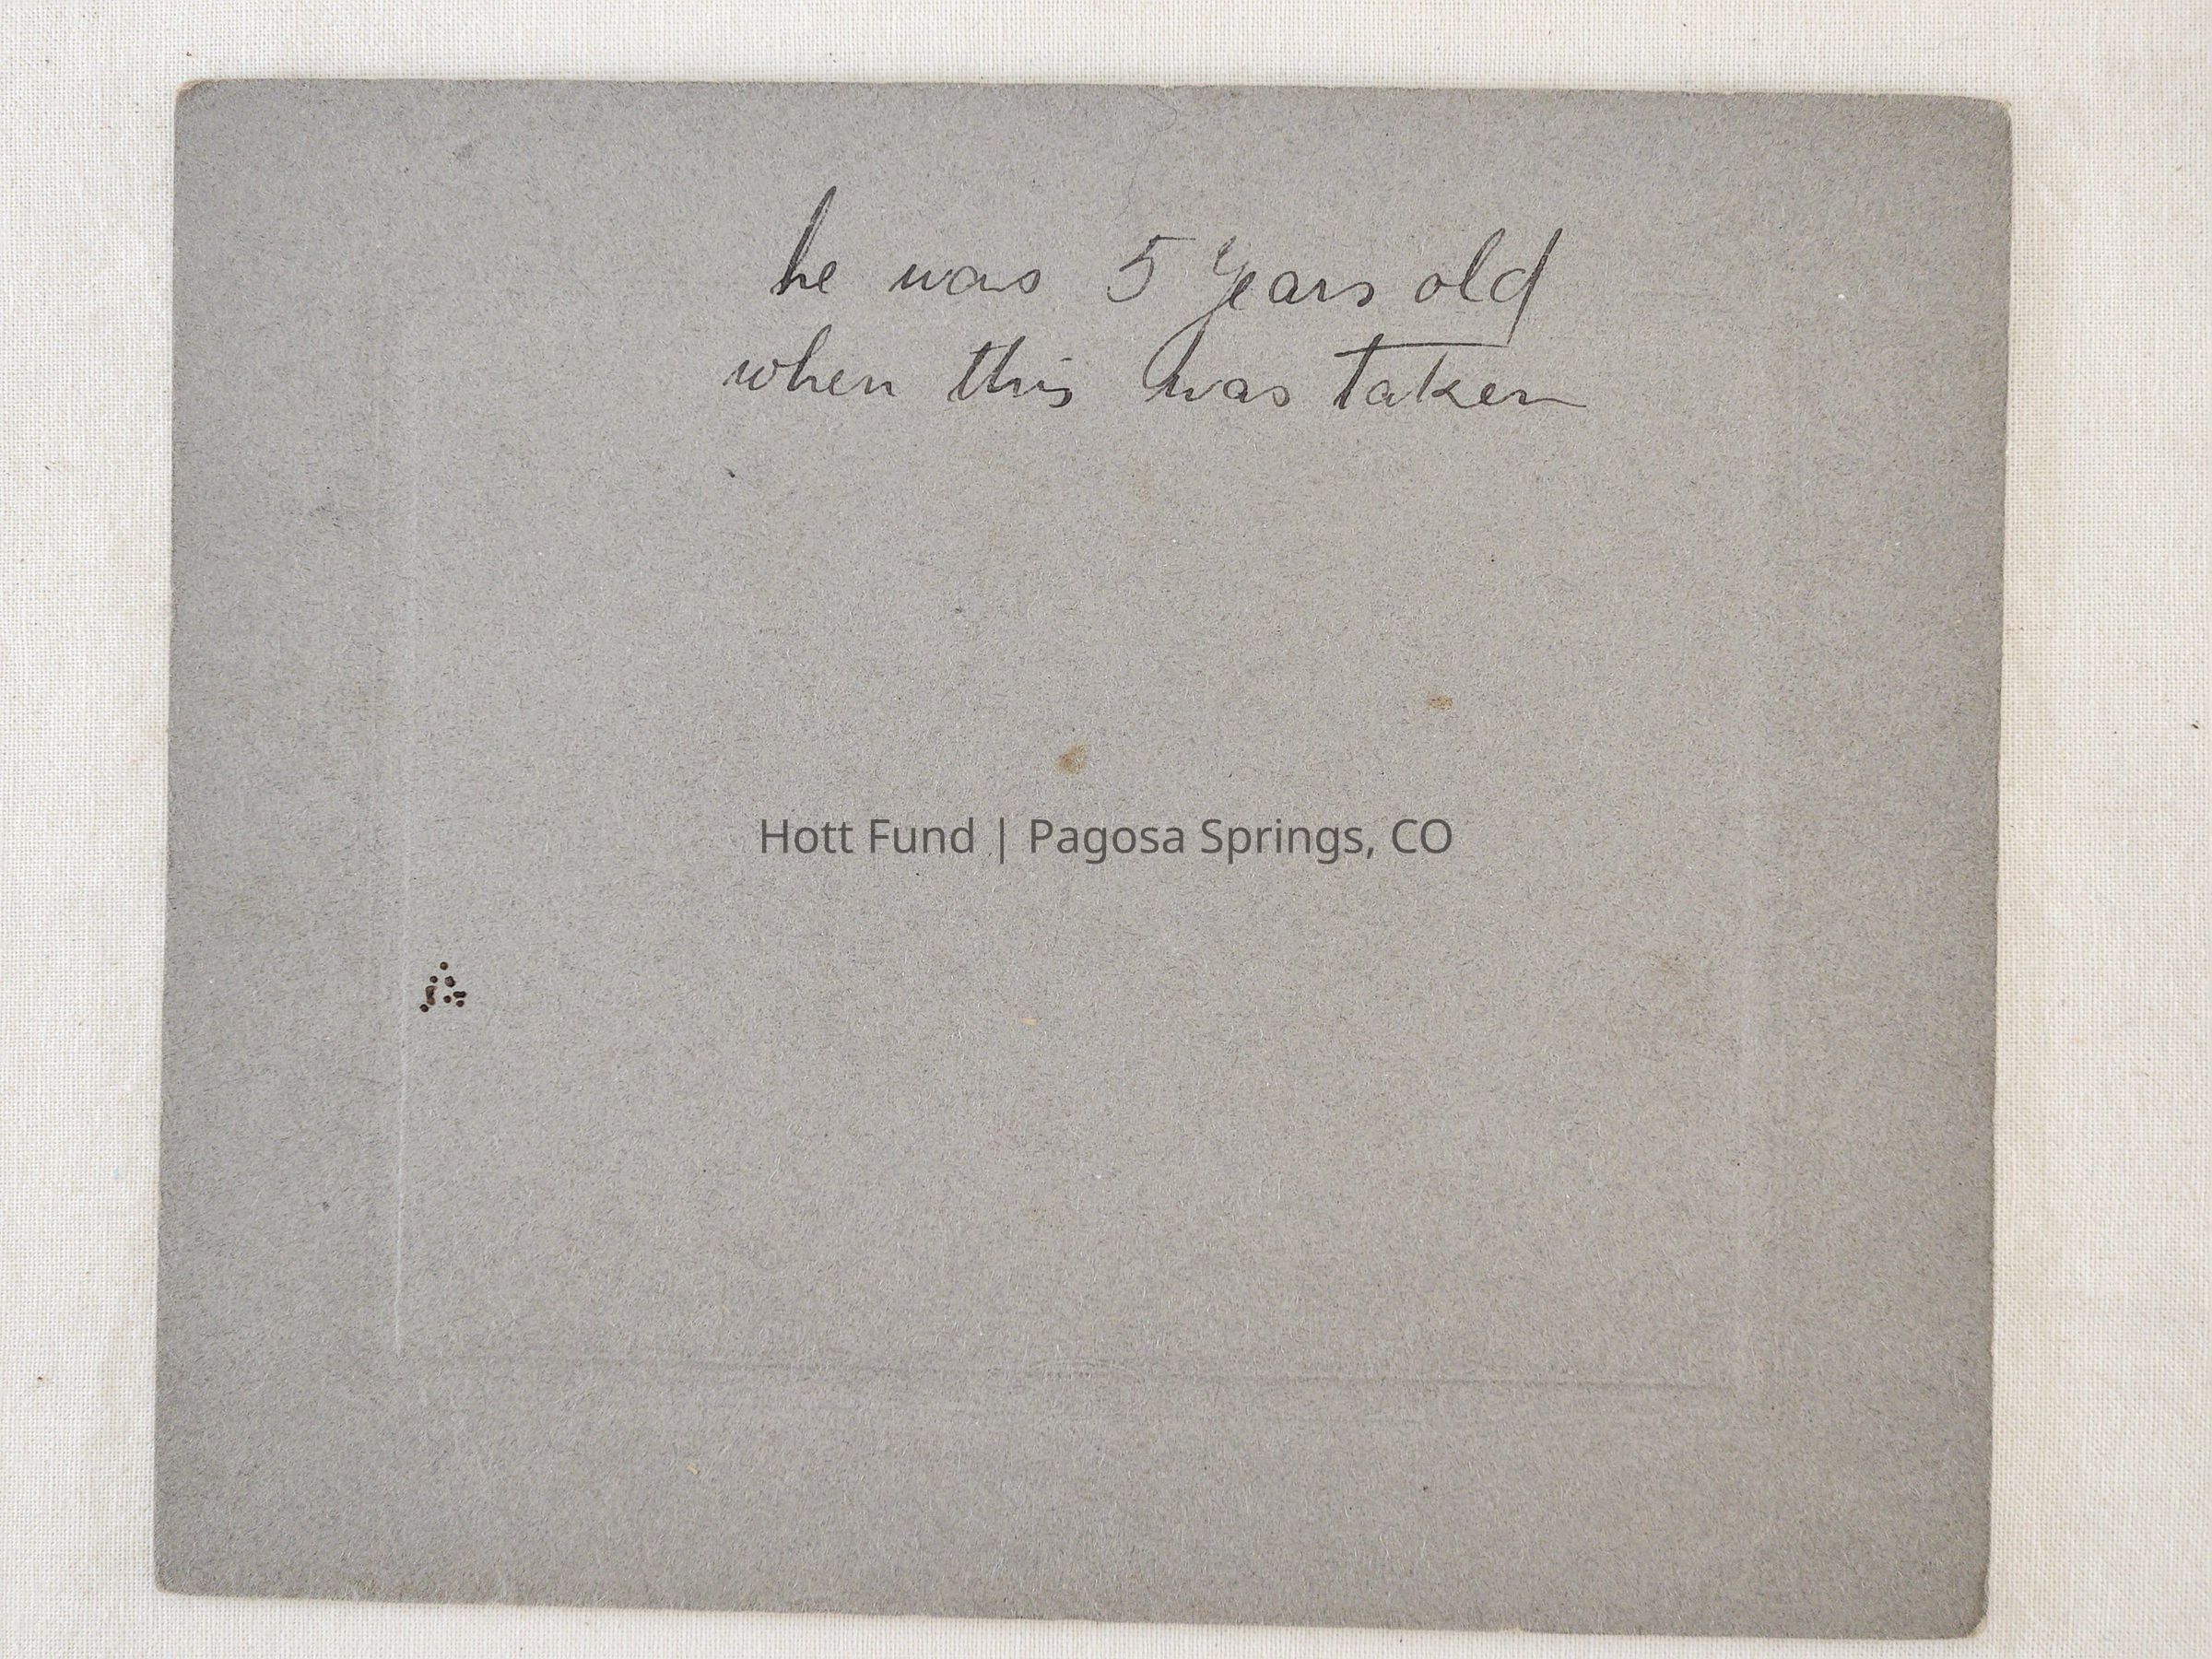 he was 5 years old
when this was taken
Hott Fund | Pagosa Springs, CO